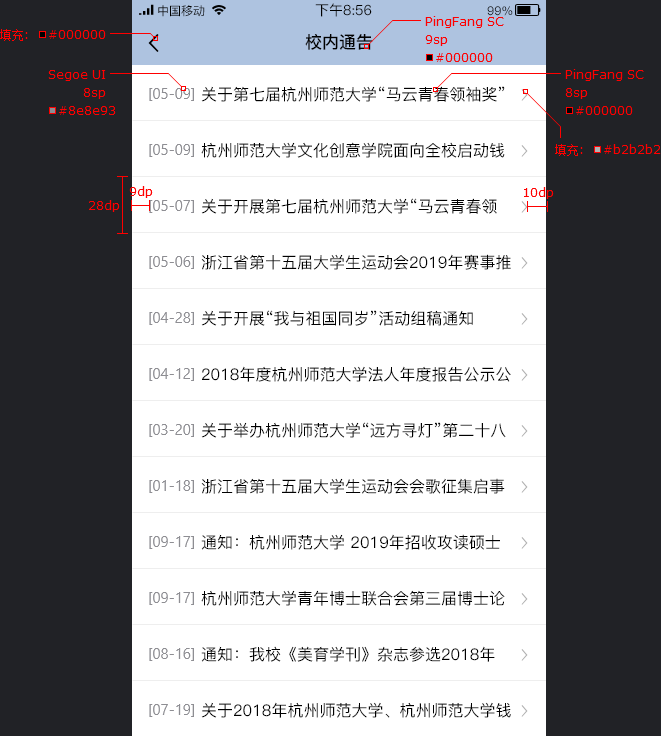 中国移动 下午8:56 99%
校内通告
填充: #000000
PingFang SC
9sp
#000000
Segoe UI
8sp
#8e8e93
PingFang SC
8sp
#000000
填充: #b2b2b2
9dp
28dp
10dp
[05-09] 关于第七届杭州师范大学“马云青春领袖奖”
[05-09] 杭州师范大学文化创意学院面向全校启动钱
[05-07] 关于开展第七届杭州师范大学“马云青春领
[05-06] 浙江省第十五届大学生运动会2019年赛事推
[04-28] 关于开展“我与祖国同岁”活动组稿通知
[04-12] 2018年度杭州师范大学法人年度报告公示公
[03-20] 关于举办杭州师范大学“远方寻灯”第二十八
[01-18] 浙江省第十五届大学生运动会会歌征集启事
[09-17] 通知：杭州师范大学 2019年招收攻读硕士
[09-17] 杭州师范大学青年博士联合会第三届博士论
[08-16] 通知：我校《美育学刊》杂志参选2018年
[07-19] 关于2018年杭州师范大学、杭州师范大学钱